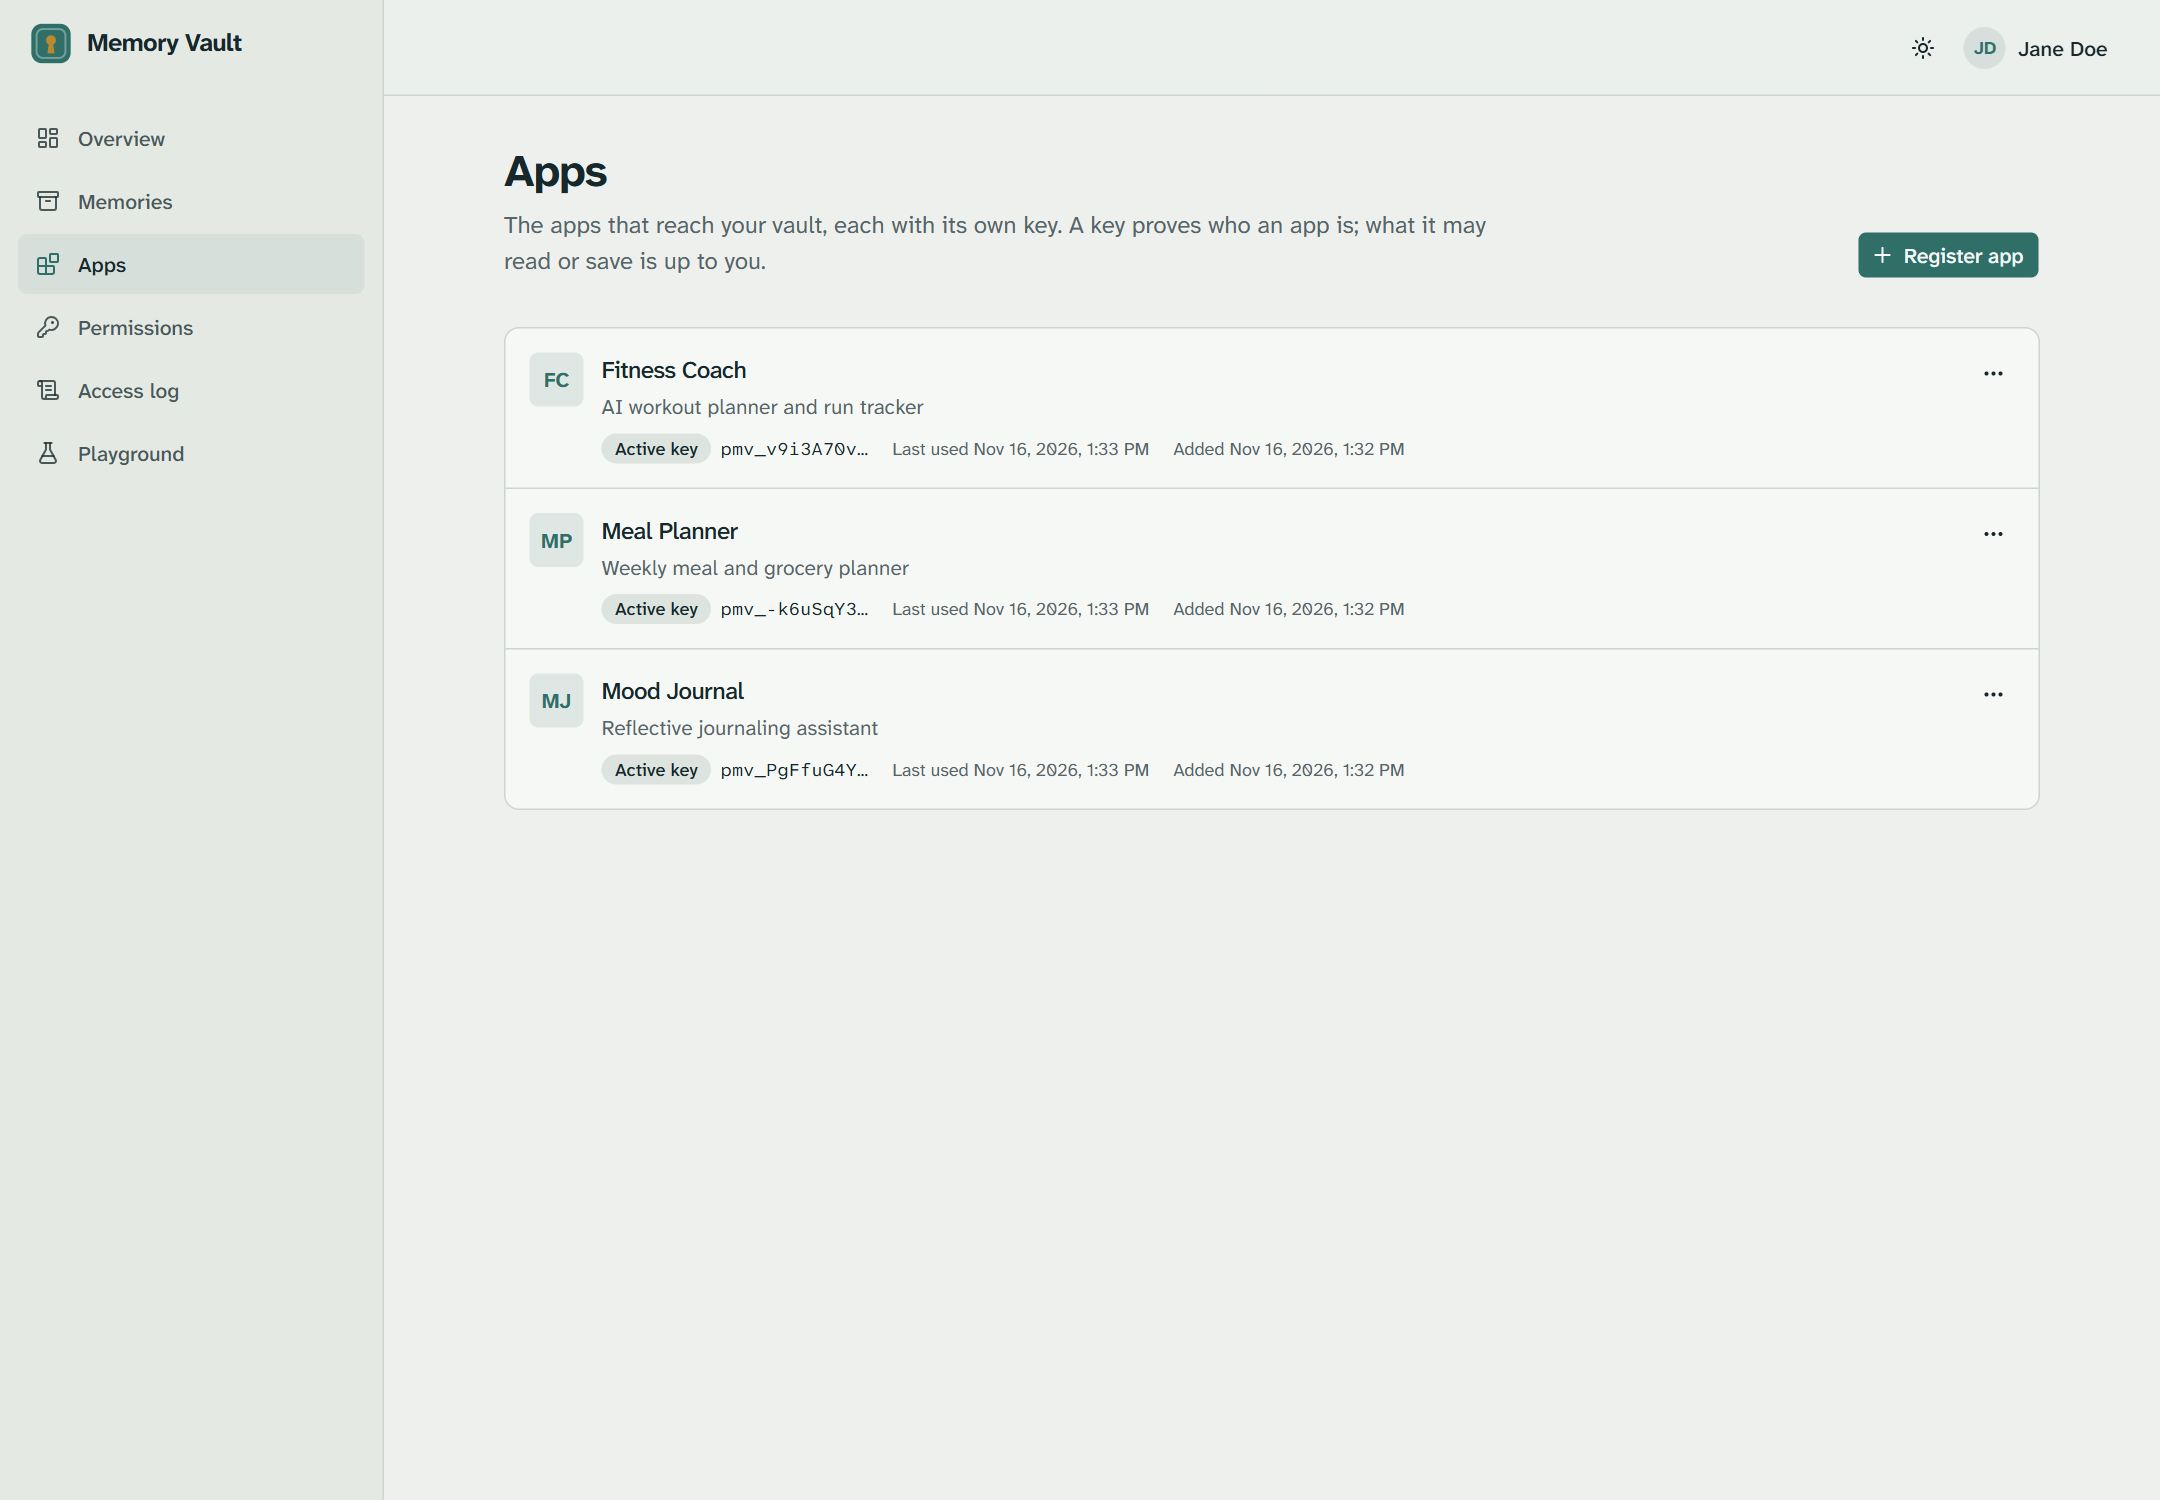 Memory Vault
JD Jane Doe
Overview
Memories
Apps
Permissions
Access log
Playground
Apps
The apps that reach your vault, each with its own key. A key proves who an app is; what it may
read or save is up to you.
Register app
FC Fitness Coach
AI workout planner and run tracker
Active key pmv_v9i3A70v… Last used Nov 16, 2026, 1:33 PM Added Nov 16, 2026, 1:32 PM
MP Meal Planner
Weekly meal and grocery planner
Active key pmv_-k6uSqY3… Last used Nov 16, 2026, 1:33 PM Added Nov 16, 2026, 1:32 PM
MJ Mood Journal
Reflective journaling assistant
Active key pmv_PgFfuG4Y… Last used Nov 16, 2026, 1:33 PM Added Nov 16, 2026, 1:32 PM